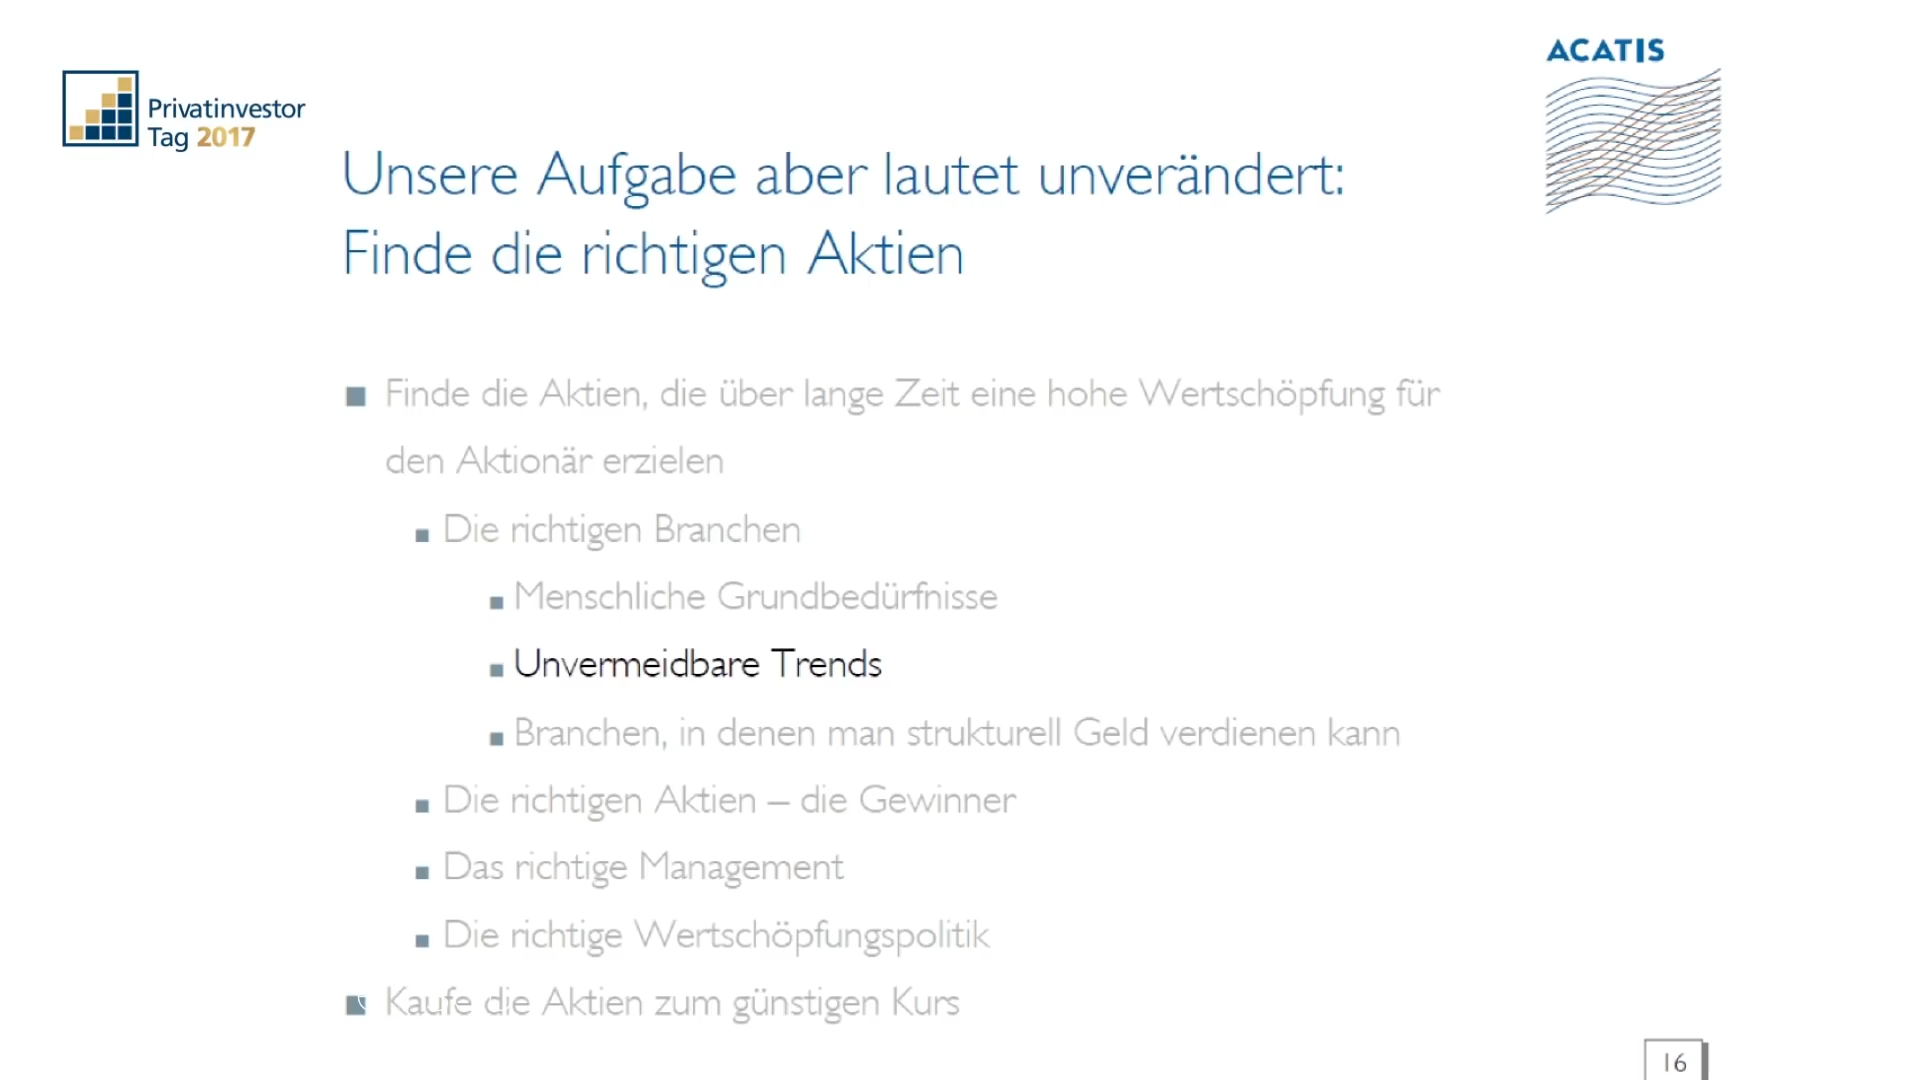 ACATIS
Privatinvestor
Tag 2017
Unsere Aufgabe aber lautet unverändert:
Finde die richtigen Aktien
Finde die Aktien, die über lange Zeit eine hohe Wertschöpfung für
den Aktionär erzielen
Die richtigen Branchen
Menschliche Grundbedürfnisse
Unvermeidbare Trends
Branchen, in denen man strukturell Geld verdienen kann
Die richtigen Aktien – die Gewinner
Das richtige Management
Die richtige Wertschöpfungspolitik
Kaufe die Aktien zum günstigen Kurs
16